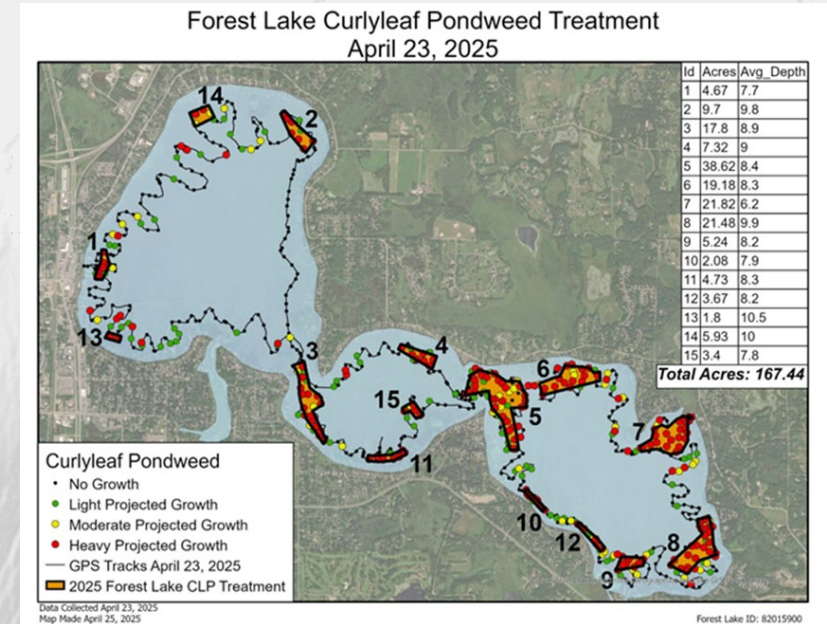 Forest Lake Curlyleaf Pondweed Treatment
April 23, 2025
Id Acres Avg_Depth
1 4.67 7.7
2 9.7 9.8
3 17.8 8.9
4 7.32 9
5 38.62 8.4
6 19.18 8.3
7 21.82 6.2
8 21.48 9.9
9 5.24 8.2
10 2.08 7.9
11 4.73 8.3
12 3.67 8.2
13 1.8 10.5
14 5.93 10
15 3.4 7.8
Total Acres: 167.44
14
2
1
13
3
4
15
11
5
6
7
10
12
9
8
Curlyleaf Pondweed
No Growth
Light Projected Growth
Moderate Projected Growth
Heavy Projected Growth
GPS Tracks April 23, 2025
2025 Forest Lake CLP Treatment
Data Collected April 23, 2025
Map Made April 25, 2025
Forest Lake ID: 82015900